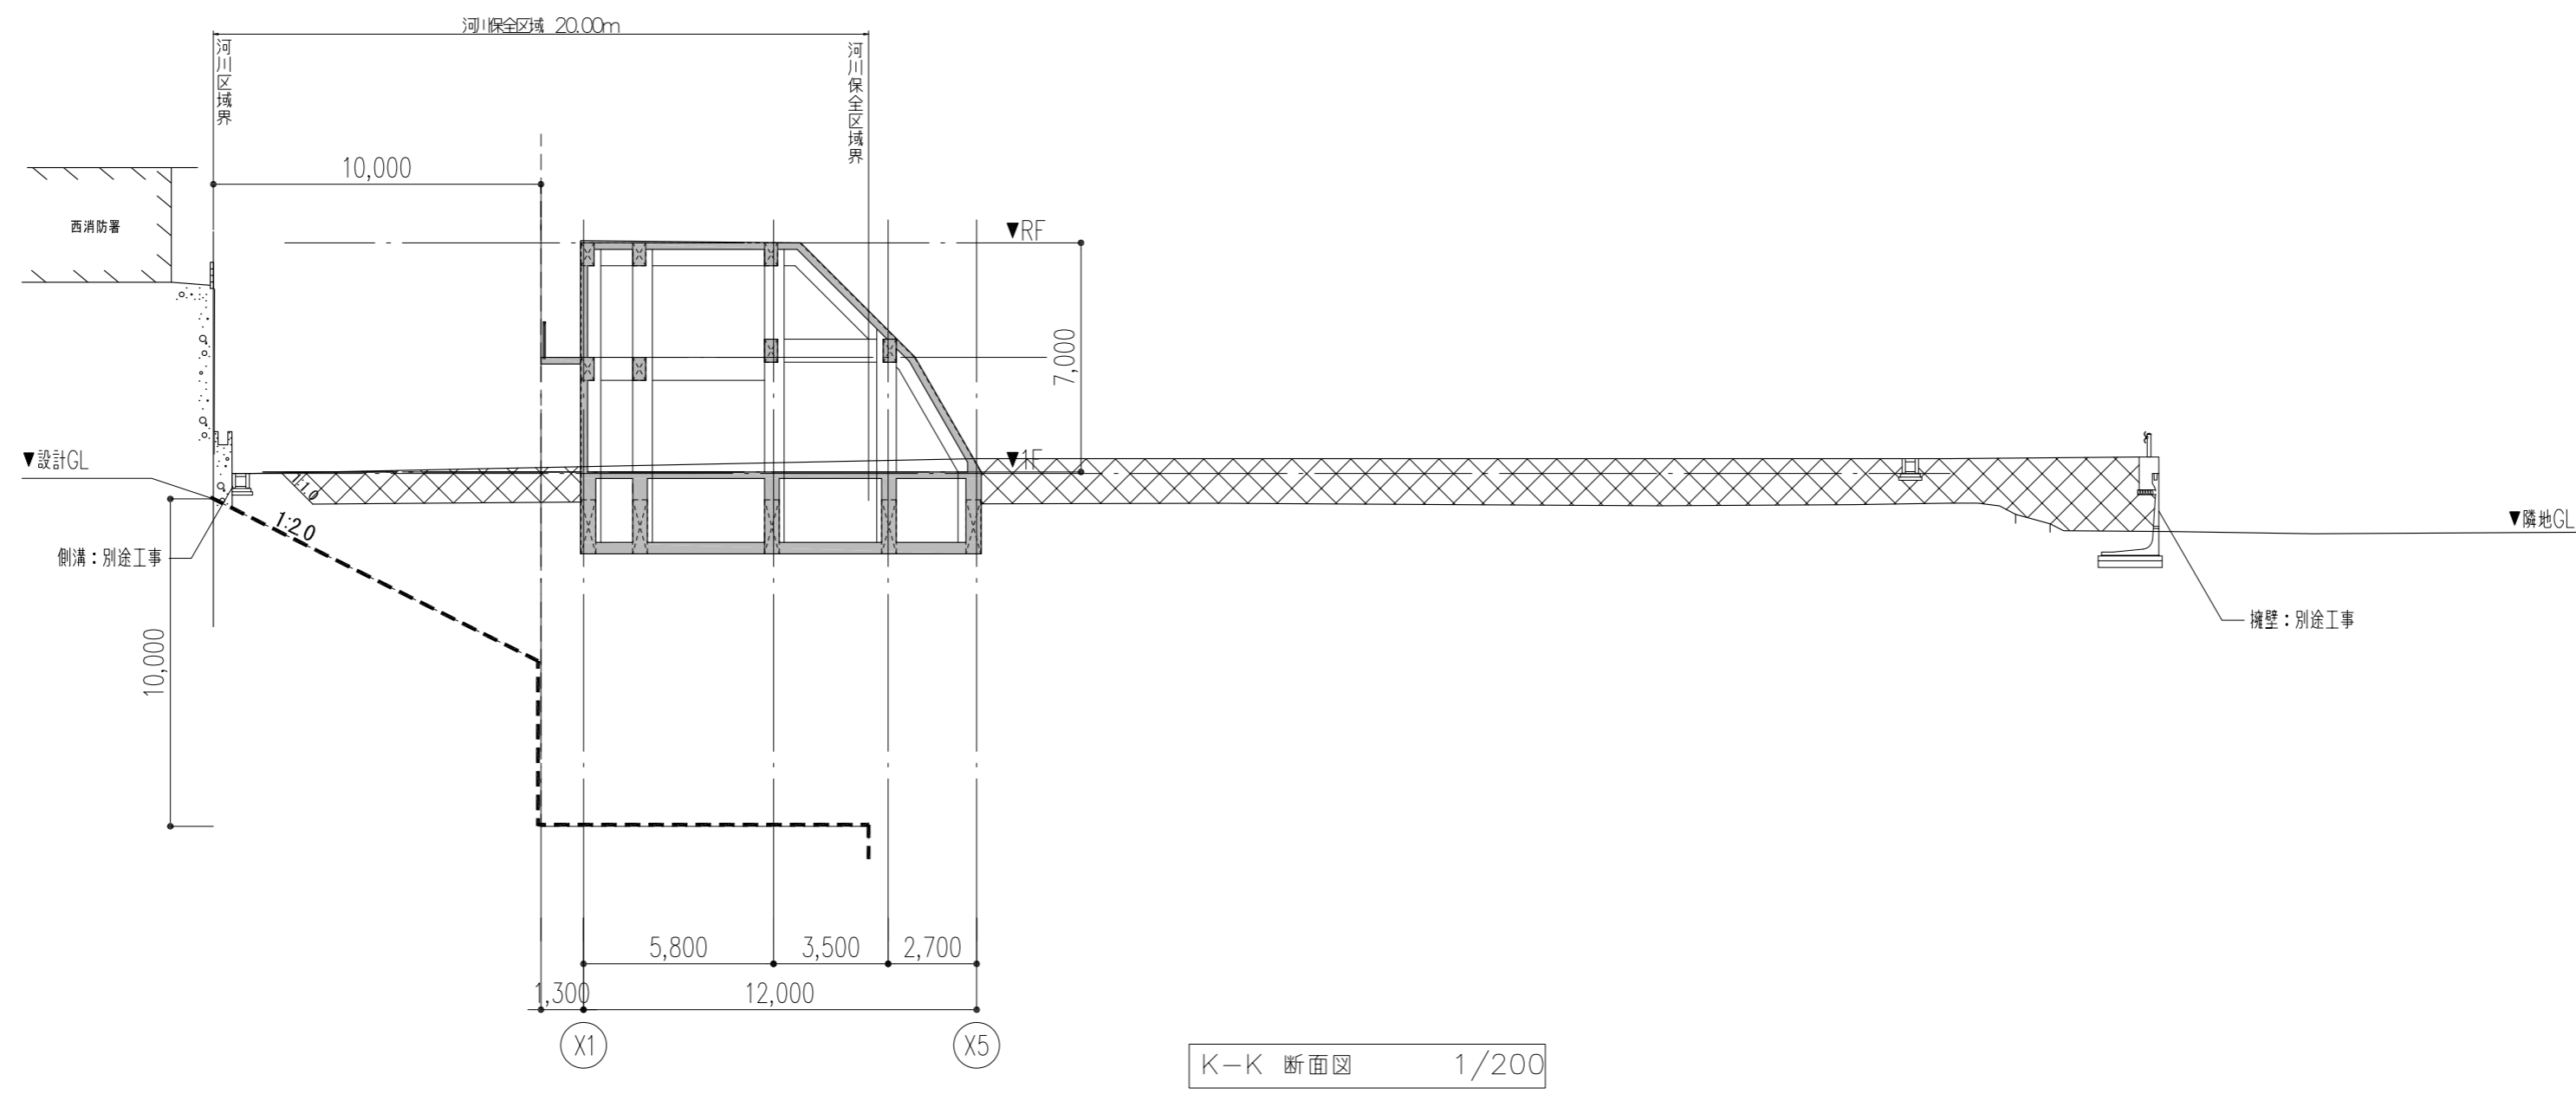 河川保全区域 20.00m
河川区域界
河川保全区域界
10,000
西消防署
▼RF
7,000
▼設計GL
▼1F
1:1.0
1:2.0
▼隣地GL
側溝：別途工事
擁壁：別途工事
10,000
5,800
3,500
2,700
1,300
12,000
X1
X5
K－K 断面図 1/200